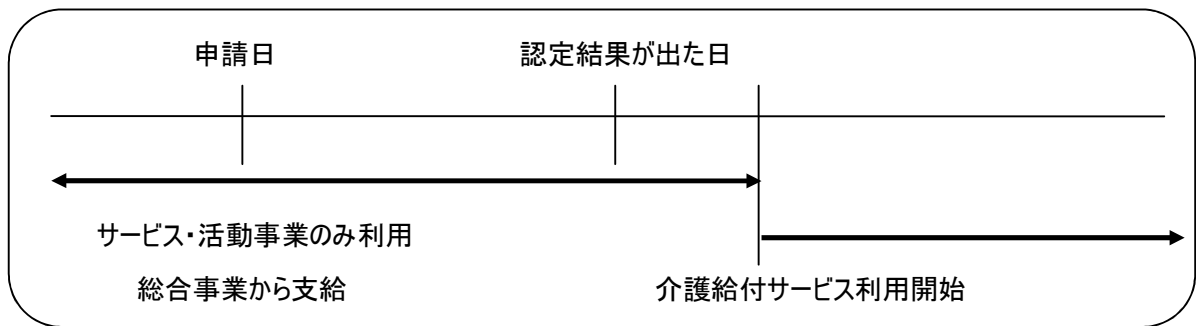 申請日
認定結果が出た日
サービス・活動事業のみ利用
総合事業から支給
介護給付サービス利用開始